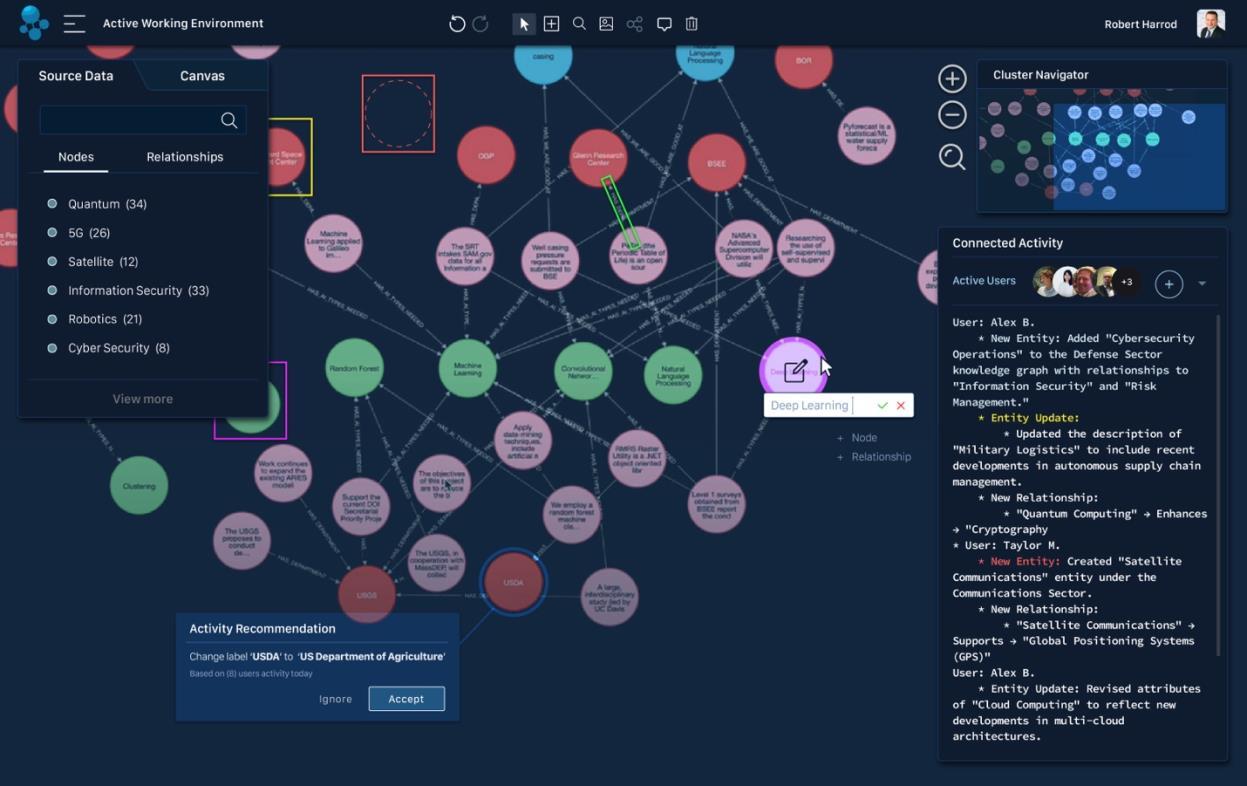 Active Working Environment
Robert Harrod
Source Data
Canvas
Nodes
Relationships
Quantum (34)
5G (26)
Satellite (12)
Information Security (33)
Robotics (21)
Cyber Security (8)
View more
casing
Natural
Language
Processing
BOR
Pyforecast is a
statistical/ML
water supply
foreca
OGP
Glenn Research
Center
BSEE
Machine
Learning applied
to Galileo
im...
The SRT
intakes SAM.gov
data for all
Information a
Well casing
pressure
requests are
submitted to
BSE
Periodic Table of
Life) is an open
sour
NASA's
Advanced
Supercomputer
Division will
utiliz
Researching
the use of
self-supervised
and supervi
HAS_DEPARTMENT
HAS_AI_TYPES_NEEDED
Random Forest
Machine
Learning
Convolutional
Networ...
Natural
Language
Processing
Deep Learning
+ Node
+ Relationship
Clustering
Work continues
to expand the
existing ARIES
model
Apply
data-mining
techniques,
include
artificial n
The objectives
of this project
are to
the b
RMRS Raster
Utility is a .NET
object oriented
libr
Support the
current DOI
Secretarial
Priority Proje
We employ a
random forest
machine
cle...
Level 1 surveys
obtained from
BSEE report
the cond
The USGS
proposes to
conduct
de...
The USGS, in
cooperation with
MassDEP, will
colled
USGS
USDA
A large,
interdisciplinary
study (led by
UC Davis
Activity Recommendation
Change label 'USDA' to 'US Department of Agriculture'
Based on (8) users activity today
Ignore
Accept
Cluster Navigator
Connected Activity
Active Users
+3
User: Alex B.
* New Entity: Added "Cybersecurity
Operations" to the Defense Sector
knowledge graph with relationships to
"Information Security" and "Risk
Management."
* Entity Update:
* Updated the description of
"Military Logistics" to include recent
developments in autonomous supply chain
management.
* New Relationship:
* "Quantum Computing" → Enhances
→ "Cryptography
* User: Taylor M.
* New Entity: Created "Satellite
Communications" entity under the
Communications Sector.
* New Relationship:
* "Satellite Communications" →
Supports → "Global Positioning Systems
(GPS)"
User: Alex B.
* Entity Update: Revised attributes
of "Cloud Computing" to reflect new
developments in multi-cloud
architectures.